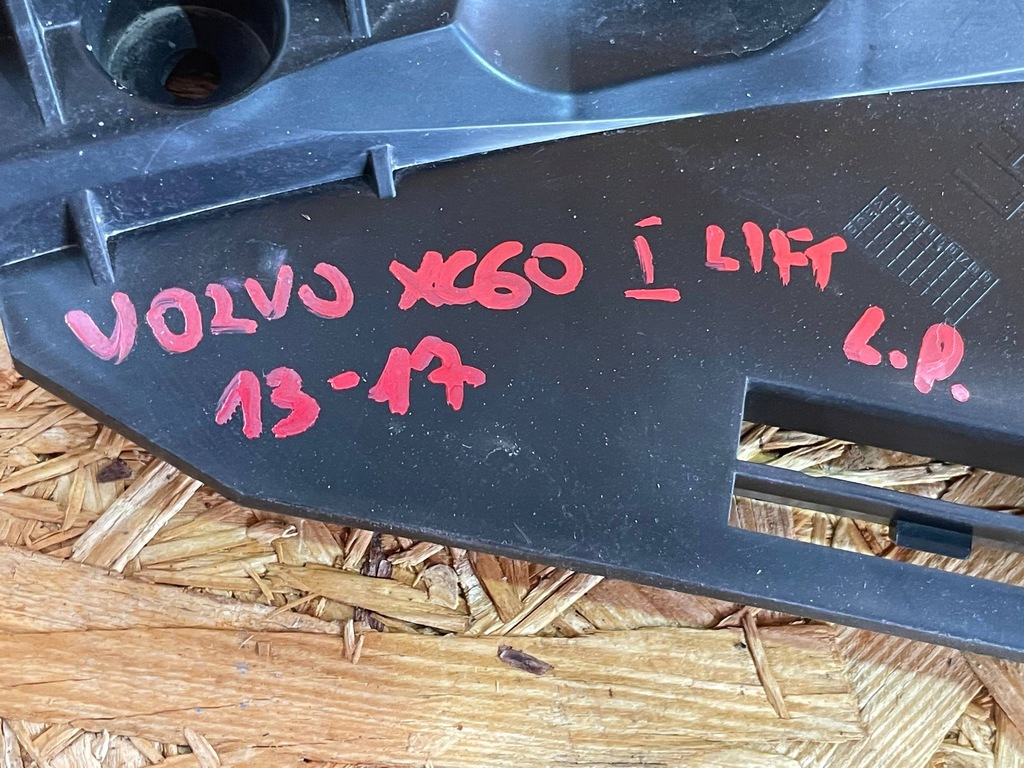 VOLVO XC60 I LIFT
13-17
L.P.